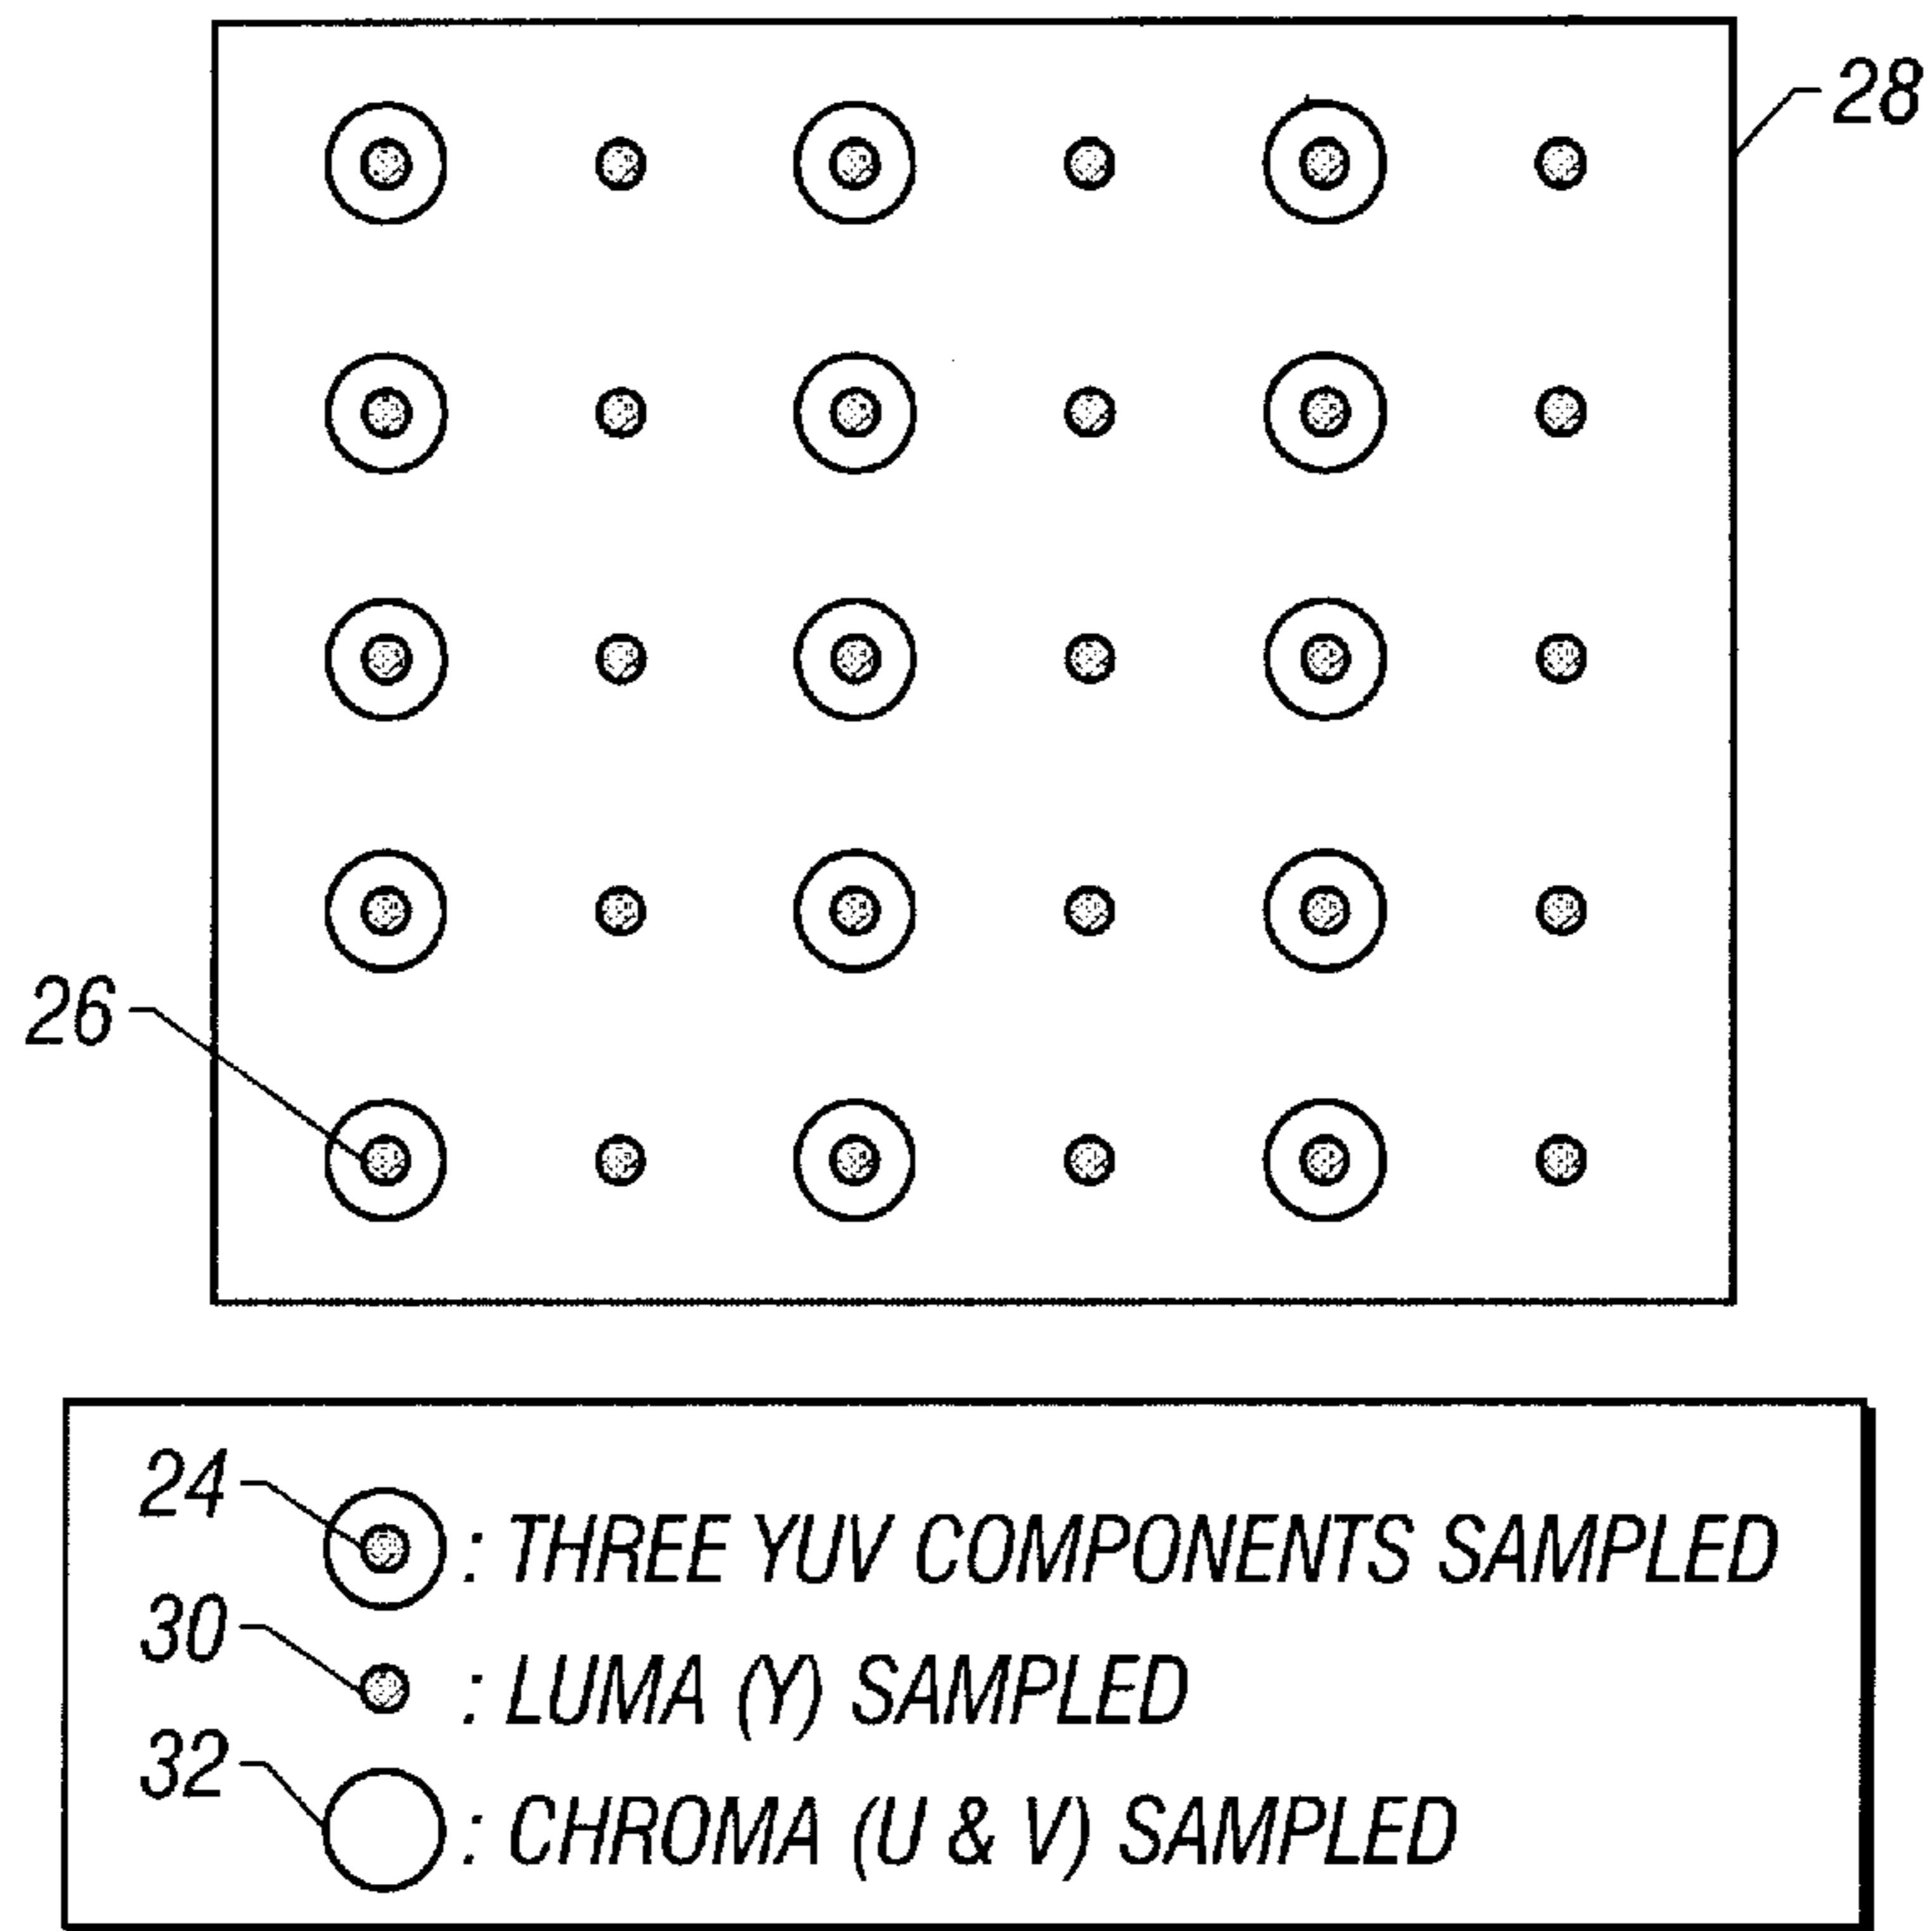 28
26
24 : THREE YUV COMPONENTS SAMPLED
30 : LUMA (Y) SAMPLED
32 : CHROMA (U & V) SAMPLED